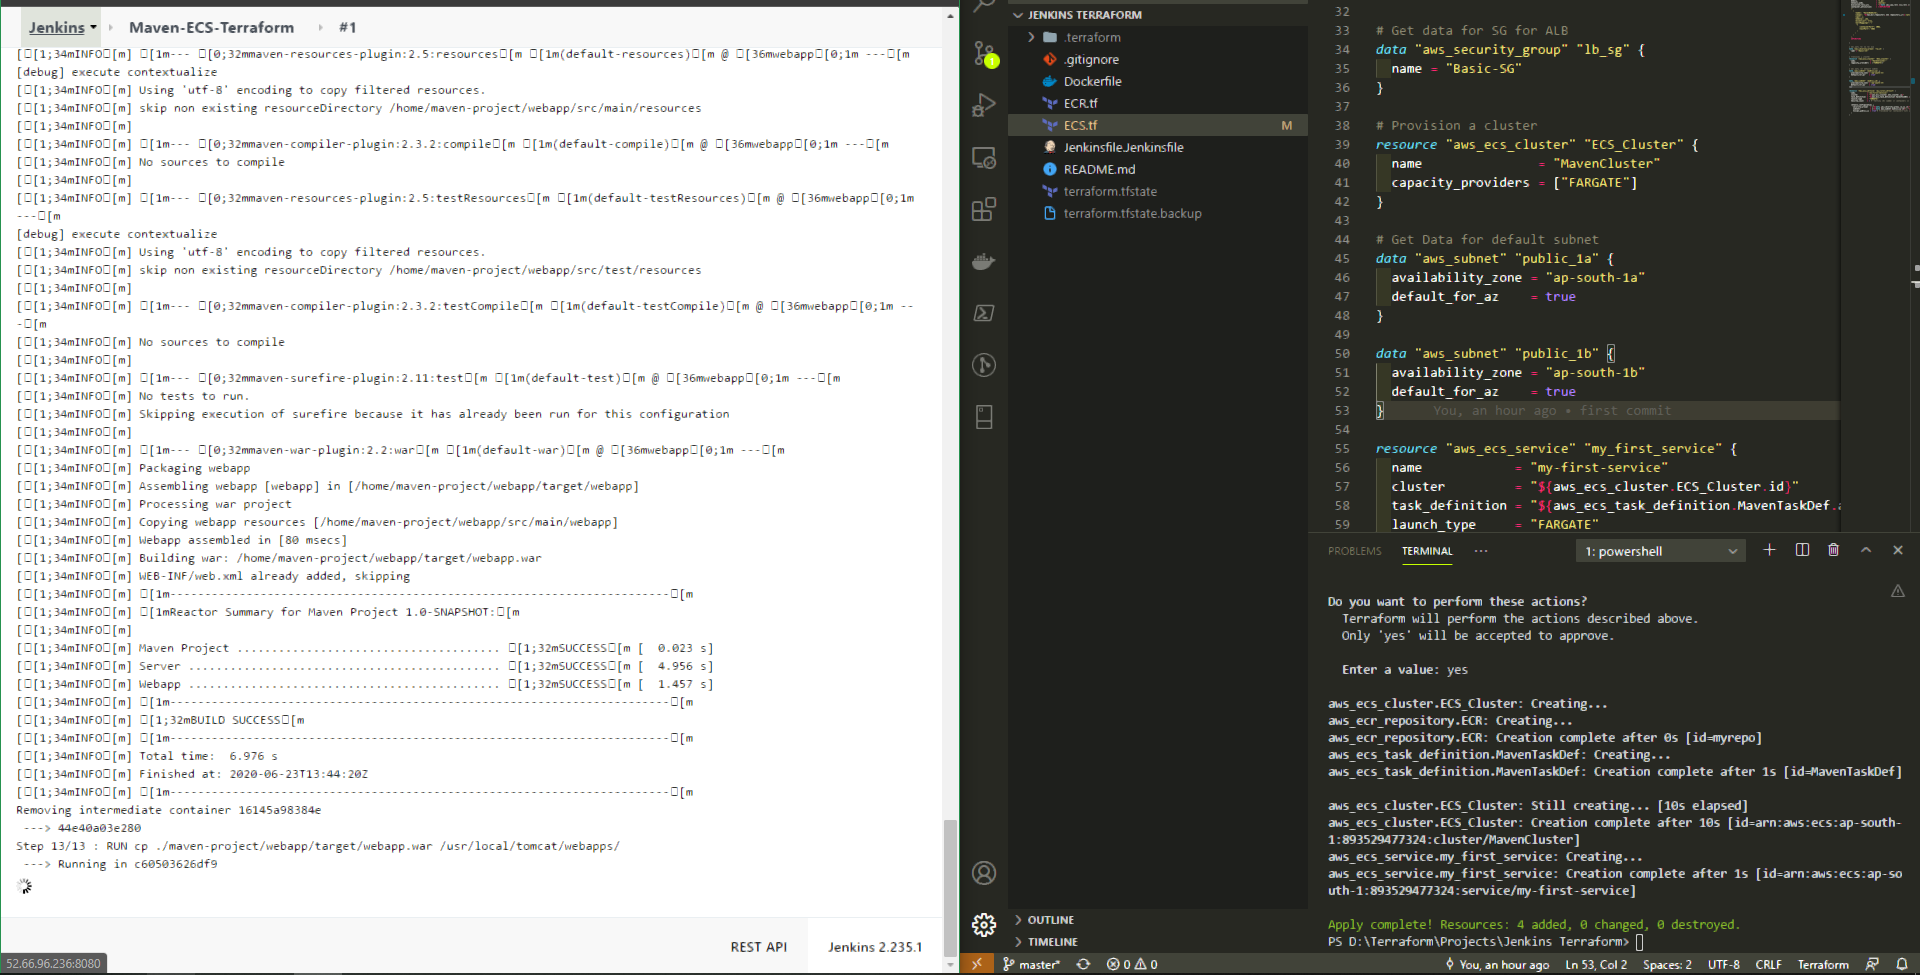 Jenkins
Maven-ECS-Terraform
#1
[ [1;34mINFO [m] [1m--- [0;32mmaven-resources-plugin:2.5:resources [m [1m(default-resources) [m @ [36mwebapp [0;1m --- [m
[debug] execute contextualize
[ [1;34mINFO [m] Using 'utf-8' encoding to copy filtered resources.
[ [1;34mINFO [m] skip non existing resourceDirectory /home/maven-project/webapp/src/main/resources
[ [1;34mINFO [m]
[ [1;34mINFO [m] [1m--- [0;32mmaven-compiler-plugin:2.3.2:compile [m [1m(default-compile) [m @ [36mwebapp [0;1m --- [m
[ [1;34mINFO [m] No sources to compile
[ [1;34mINFO [m]
[ [1;34mINFO [m] [1m--- [0;32mmaven-resources-plugin:2.5:testResources [m [1m(default-testResources) [m @ [36mwebapp [0;1m
--- [m
[debug] execute contextualize
[ [1;34mINFO [m] Using 'utf-8' encoding to copy filtered resources.
[ [1;34mINFO [m] skip non existing resourceDirectory /home/maven-project/webapp/src/test/resources
[ [1;34mINFO [m]
[ [1;34mINFO [m] [1m--- [0;32mmaven-compiler-plugin:2.3.2:testCompile [m [1m(default-testCompile) [m @ [36mwebapp [0;1m --
- [m
[ [1;34mINFO [m] No sources to compile
[ [1;34mINFO [m]
[ [1;34mINFO [m] [1m--- [0;32mmaven-surefire-plugin:2.11:test [m [1m(default-test) [m @ [36mwebapp [0;1m --- [m
[ [1;34mINFO [m] No tests to run.
[ [1;34mINFO [m] Skipping execution of surefire because it has already been run for this configuration
[ [1;34mINFO [m]
[ [1;34mINFO [m] [1m--- [0;32mmaven-war-plugin:2.2:war [m [1m(default-war) [m @ [36mwebapp [0;1m --- [m
[ [1;34mINFO [m] Packaging webapp
[ [1;34mINFO [m] Assembling webapp [webapp] in [/home/maven-project/webapp/target/webapp]
[ [1;34mINFO [m] Processing war project
[ [1;34mINFO [m] Copying webapp resources [/home/maven-project/webapp/src/main/webapp]
[ [1;34mINFO [m] Webapp assembled in [80 msecs]
[ [1;34mINFO [m] Building war: /home/maven-project/webapp/target/webapp.war
[ [1;34mINFO [m] WEB-INF/web.xml already added, skipping
[ [1;34mINFO [m] [1m------------------------------------------------------------------------ [m
[ [1;34mINFO [m] [1mReactor Summary for Maven Project 1.0-SNAPSHOT: [m
[ [1;34mINFO [m]
[ [1;34mINFO [m] Maven Project ...................................... [1;32mSUCCESS [m [  0.023 s]
[ [1;34mINFO [m] Server ............................................. [1;32mSUCCESS [m [  4.956 s]
[ [1;34mINFO [m] Webapp ............................................. [1;32mSUCCESS [m [  1.457 s]
[ [1;34mINFO [m] [1m------------------------------------------------------------------------ [m
[ [1;34mINFO [m] [1;32mBUILD SUCCESS [m
[ [1;34mINFO [m] [1m------------------------------------------------------------------------ [m
[ [1;34mINFO [m] Total time:  6.976 s
[ [1;34mINFO [m] Finished at: 2020-06-23T13:44:20Z
[ [1;34mINFO [m] [1m------------------------------------------------------------------------ [m
Removing intermediate container 16145a98384e
---> 44e40a03e280
Step 13/13 : RUN cp ./maven-project/webapp/target/webapp.war /usr/local/tomcat/webapps/
---> Running in c60503626df9
REST API
Jenkins 2.235.1
52.66.96.236:8080
JENKINS TERRAFORM
.terraform
.gitignore
Dockerfile
ECR.tf
ECS.tf M
Jenkinsfile.Jenkinsfile
README.md
terraform.tfstate
terraform.tfstate.backup
OUTLINE
TIMELINE
32
33 # Get data for SG for ALB
34 data "aws_security_group" "lb_sg" {
35 name = "Basic-SG"
36 }
37
38 # Provision a cluster
39 resource "aws_ecs_cluster" "ECS_Cluster" {
40 name = "MavenCluster"
41 capacity_providers = ["FARGATE"]
42 }
43
44 # Get Data for default subnet
45 data "aws_subnet" "public_1a" {
46 availability_zone = "ap-south-1a"
47 default_for_az = true
48 }
49
50 data "aws_subnet" "public_1b" {
51 availability_zone = "ap-south-1b"
52 default_for_az = true
53 } You, an hour ago • first commit
54
55 resource "aws_ecs_service" "my_first_service" {
56 name = "my-first-service"
57 cluster = "${aws_ecs_cluster.ECS_Cluster.id}"
58 task_definition = "${aws_ecs_task_definition.MavenTaskDef.a
59 launch_type = "FARGATE"
PROBLEMS TERMINAL ··· 1: powershell
Do you want to perform these actions?
Terraform will perform the actions described above.
Only 'yes' will be accepted to approve.
Enter a value: yes
aws_ecs_cluster.ECS_Cluster: Creating...
aws_ecr_repository.ECR: Creating...
aws_ecr_repository.ECR: Creation complete after 0s [id=myrepo]
aws_ecs_task_definition.MavenTaskDef: Creating...
aws_ecs_task_definition.MavenTaskDef: Creation complete after 1s [id=MavenTaskDef]
aws_ecs_cluster.ECS_Cluster: Still creating... [10s elapsed]
aws_ecs_cluster.ECS_Cluster: Creation complete after 10s [id=arn:aws:ecs:ap-south-
1:893529477324:cluster/MavenCluster]
aws_ecs_service.my_first_service: Creating...
aws_ecs_service.my_first_service: Creation complete after 1s [id=arn:aws:ecs:ap-so
uth-1:893529477324:service/my-first-service]
Apply complete! Resources: 4 added, 0 changed, 0 destroyed.
PS D:\Terraform\Projects\Jenkins Terraform>
master* 0 0 You, an hour ago Ln 53, Col 2 Spaces: 2 UTF-8 CRLF Terraform